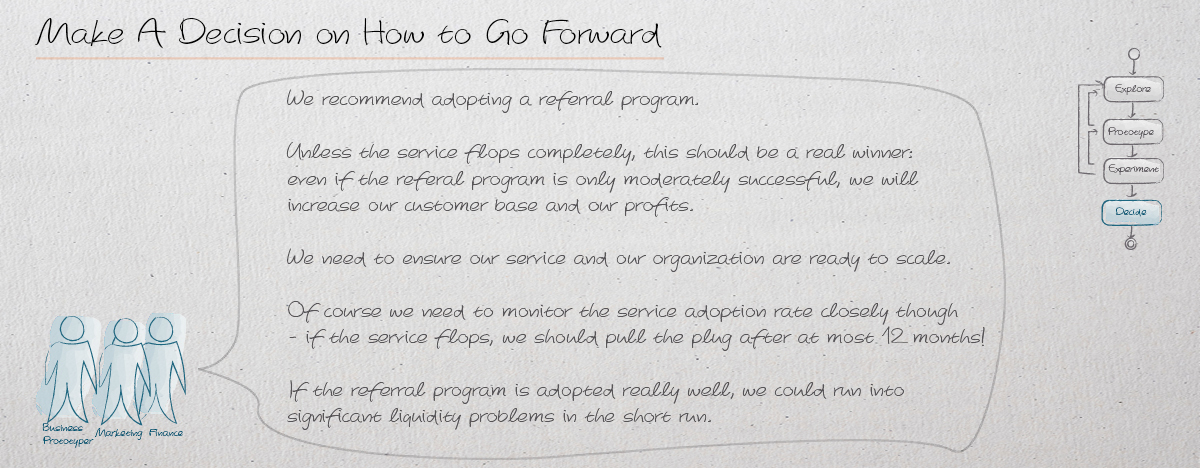 Make A Decision on How to Go Forward
We recommend adopting a referral program.
Unless the service flops completely, this should be a real winner:
even if the referal program is only moderately successful, we will
increase our customer base and our profits.
We need to ensure our service and our organization are ready to scale.
Of course we need to monitor the service adoption rate closely though
- if the service flops, we should pull the plug after at most 12 months!
If the referral program is adopted really well, we could run into
significant liquidity problems in the short run.
Business
Prototyper
Marketing
Finance
Explore
Prototype
Experiment
Decide